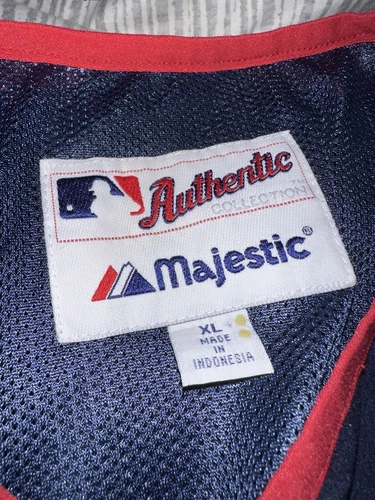 Authentic
COLLECTION
Majestic®
XL
MADE
IN
INDONESIA